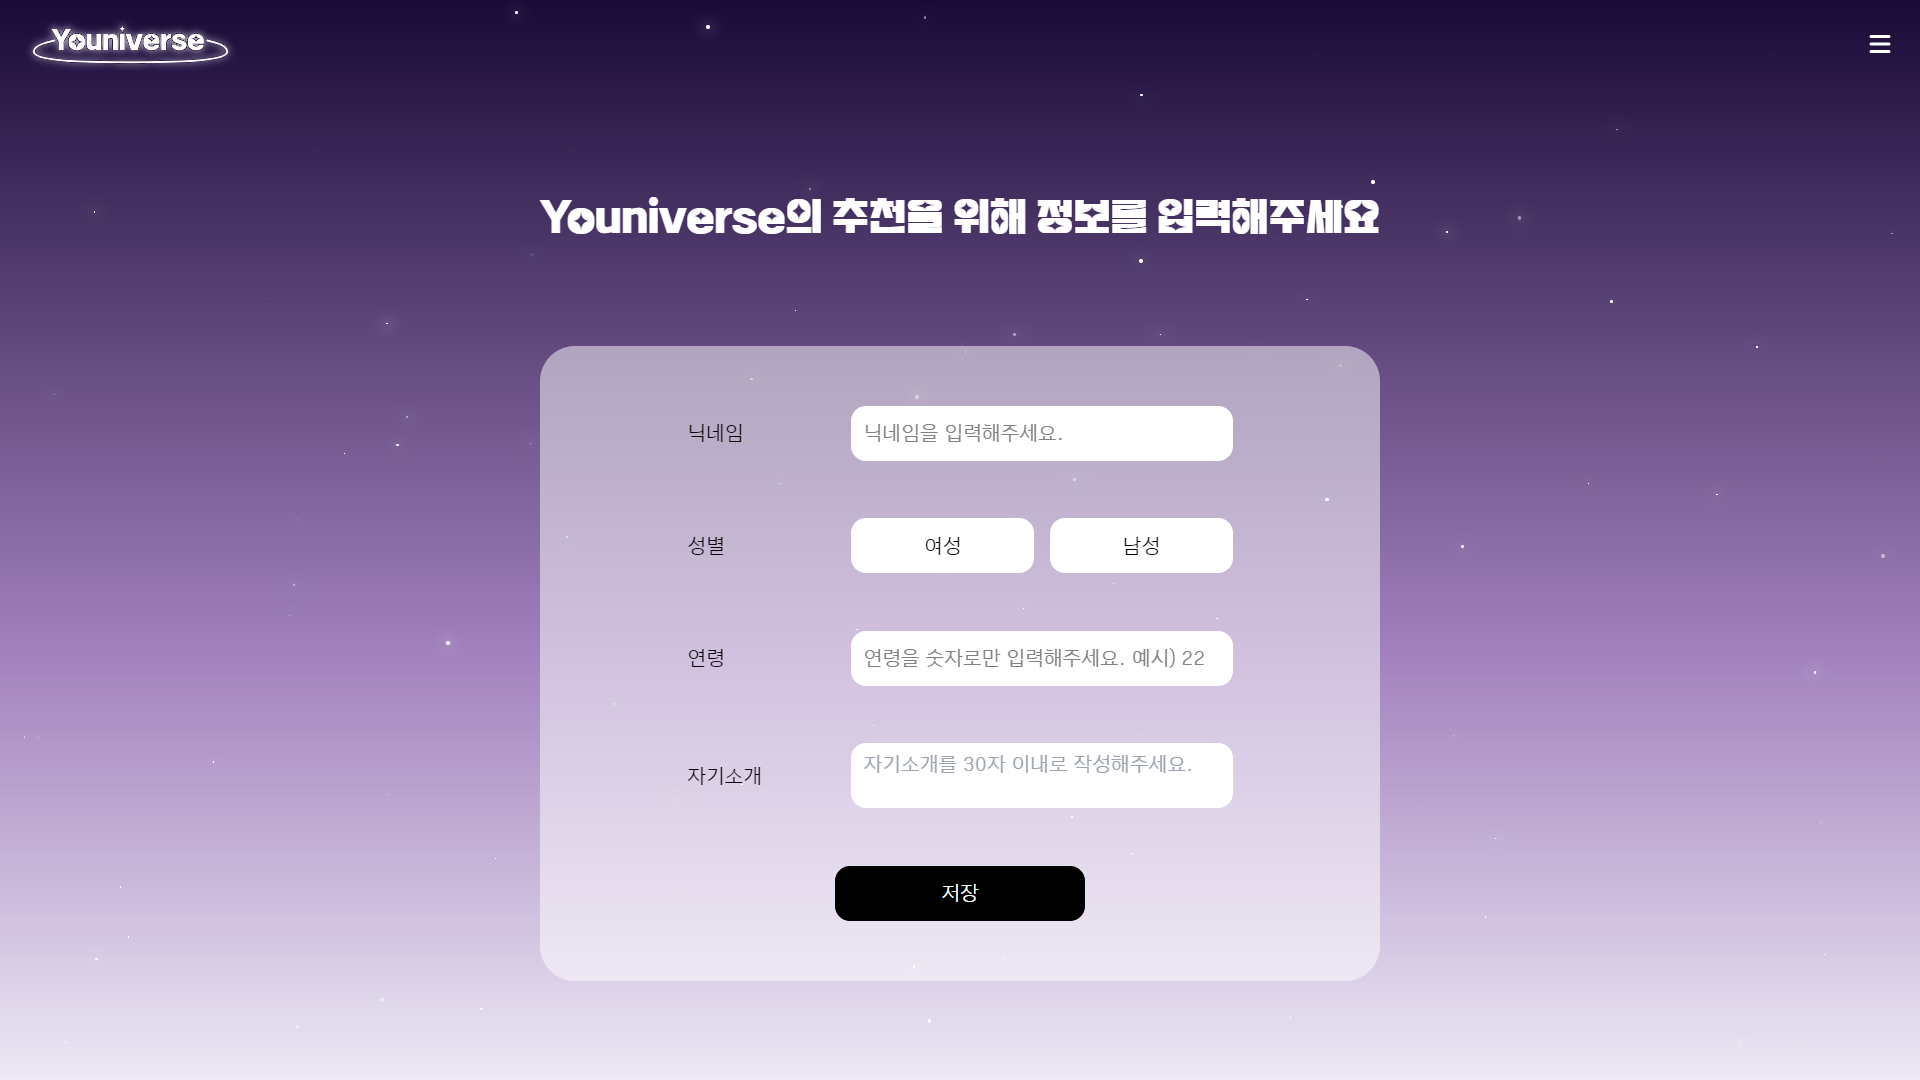 Youniverse
Youniverse의 추천을 위해 정보를 입력해주세요
닉네임
닉네임을 입력해주세요.
성별
여성
남성
연령
연령을 숫자로만 입력해주세요. 예시) 22
자기소개
자기소개를 30자 이내로 작성해주세요.
저장